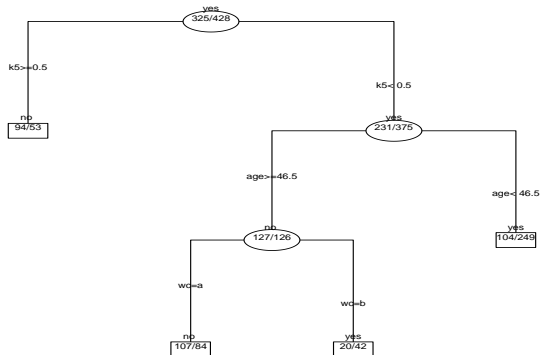 yes
325/428
k5>=0.5
k5< 0.5
no
94/53
yes
231/375
age>=46.5
age< 46.5
no
127/126
yes
104/249
wc=a
wc=b
no
107/84
yes
20/42